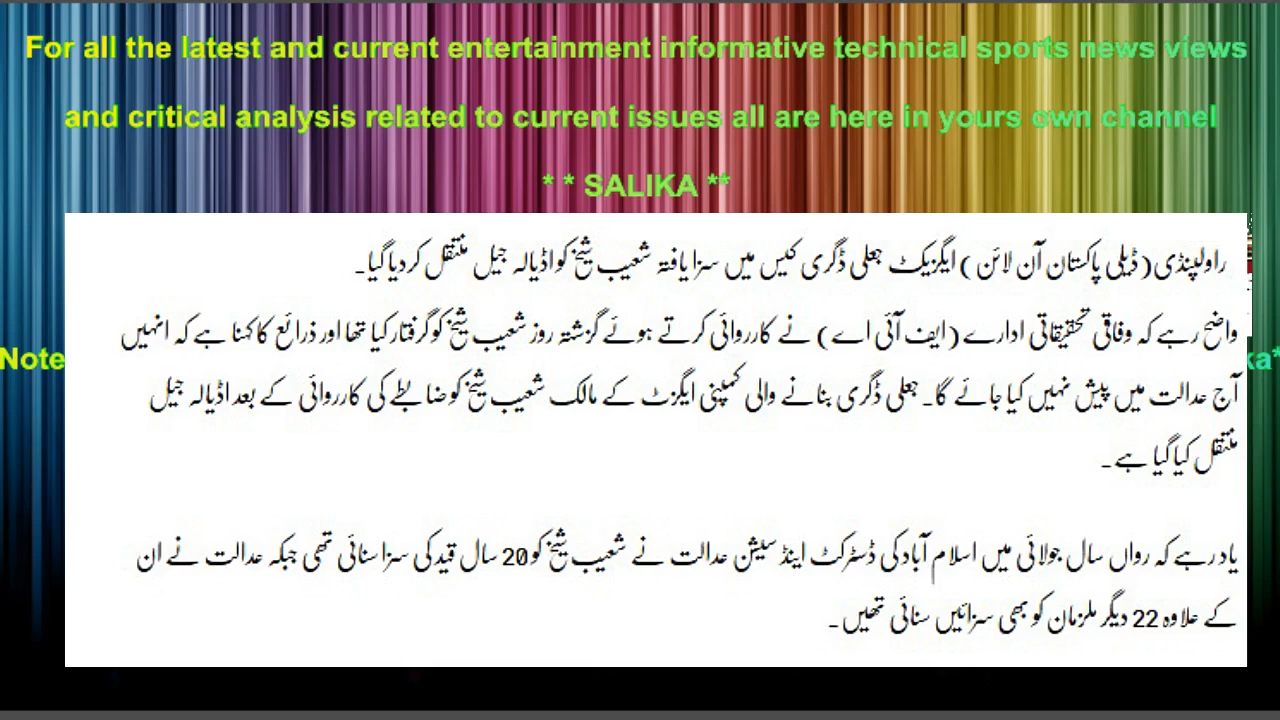 For all the latest and current entertainment informative technical sports news views
and critical analysis related to current issues all are here in yours own channel
* * SALIKA **
راولپنڈی(ڈیلی پاکستان آن لائن )ایگزیکٹ جعلی ڈگری کیس میں سزا یافتہ شعیب شیخ کو اڈیالہ جیل منتقل کردیا گیا۔
واضح رہے کہ وفاقی تحقیقاتی ادارے (ایف آئی اے) نے کارروائی کرتے ہوئے گزشتہ روز شعیب شیخ کو گرفتار کیا تھا اور ذرائع کا کہنا ہے کہ انہیں
Note
ka*
آج عدالت میں پیش نہیں کیا جائے گا۔جعلی ڈگری بنانے والی کمپنی ایگزٹ کے مالک شعیب شیخ کو ضابطے کی کارروائی کے بعد اڈیالہ جیل
منتقل کیا گیا ہے۔
یاد رہے کہ رواں سال جولائی میں اسلام آباد کی ڈسٹرکٹ اینڈ سیشن عدالت نے شعیب شیخ کو 20 سال قید کی سزا سنائی تھی جبکہ عدالت نے ان
کے علاوہ 22 دیگر ملزمان کو بھی سزائیں سنائی تھیں۔